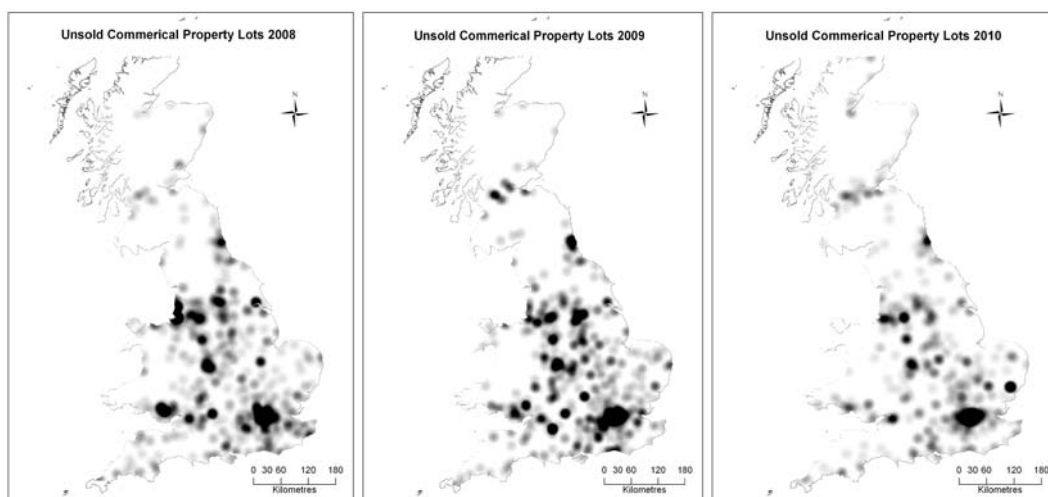 Unsold Commerical Property Lots 2008
N
0 30 60 120 180
Kilometres
Unsold Commerical Property Lots 2009
N
0 30 60 120 180
Kilometres
Unsold Commerical Property Lots 2010
N
0 30 60 120 180
Kilometres